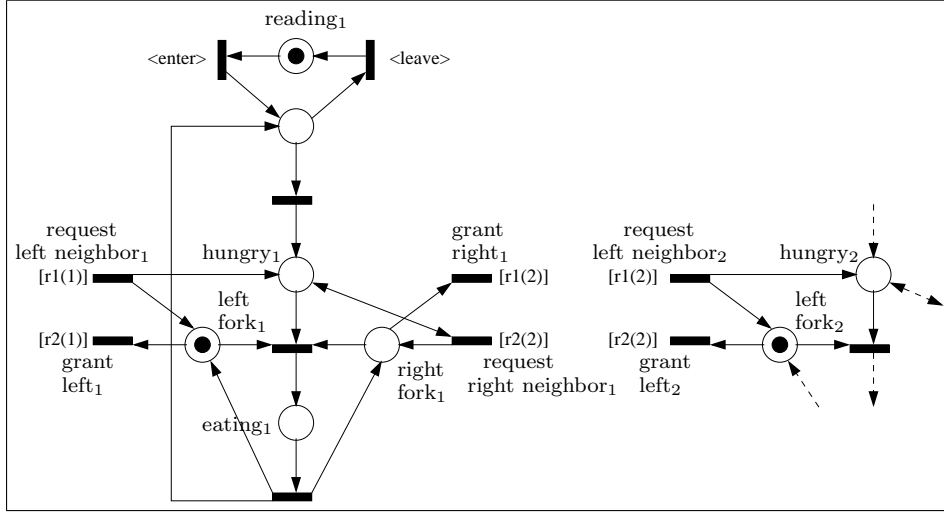 reading₁
<enter>
<leave>
request
left neighbor₁
[r1(1)]
hungry₁
grant
right₁
[r1(2)]
left
fork₁
[r2(1)]
grant
left₁
[r2(2)]
request
right neighbor₁
right
fork₁
eating₁
request
left neighbor₂
[r1(2)]
hungry₂
left
fork₂
[r2(2)]
grant
left₂